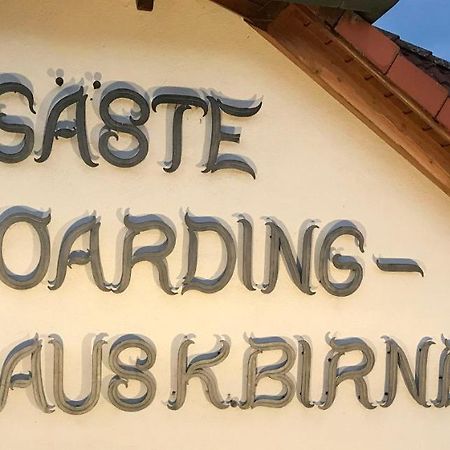 GÄSTE
OARDING-
AUS K.BIRN